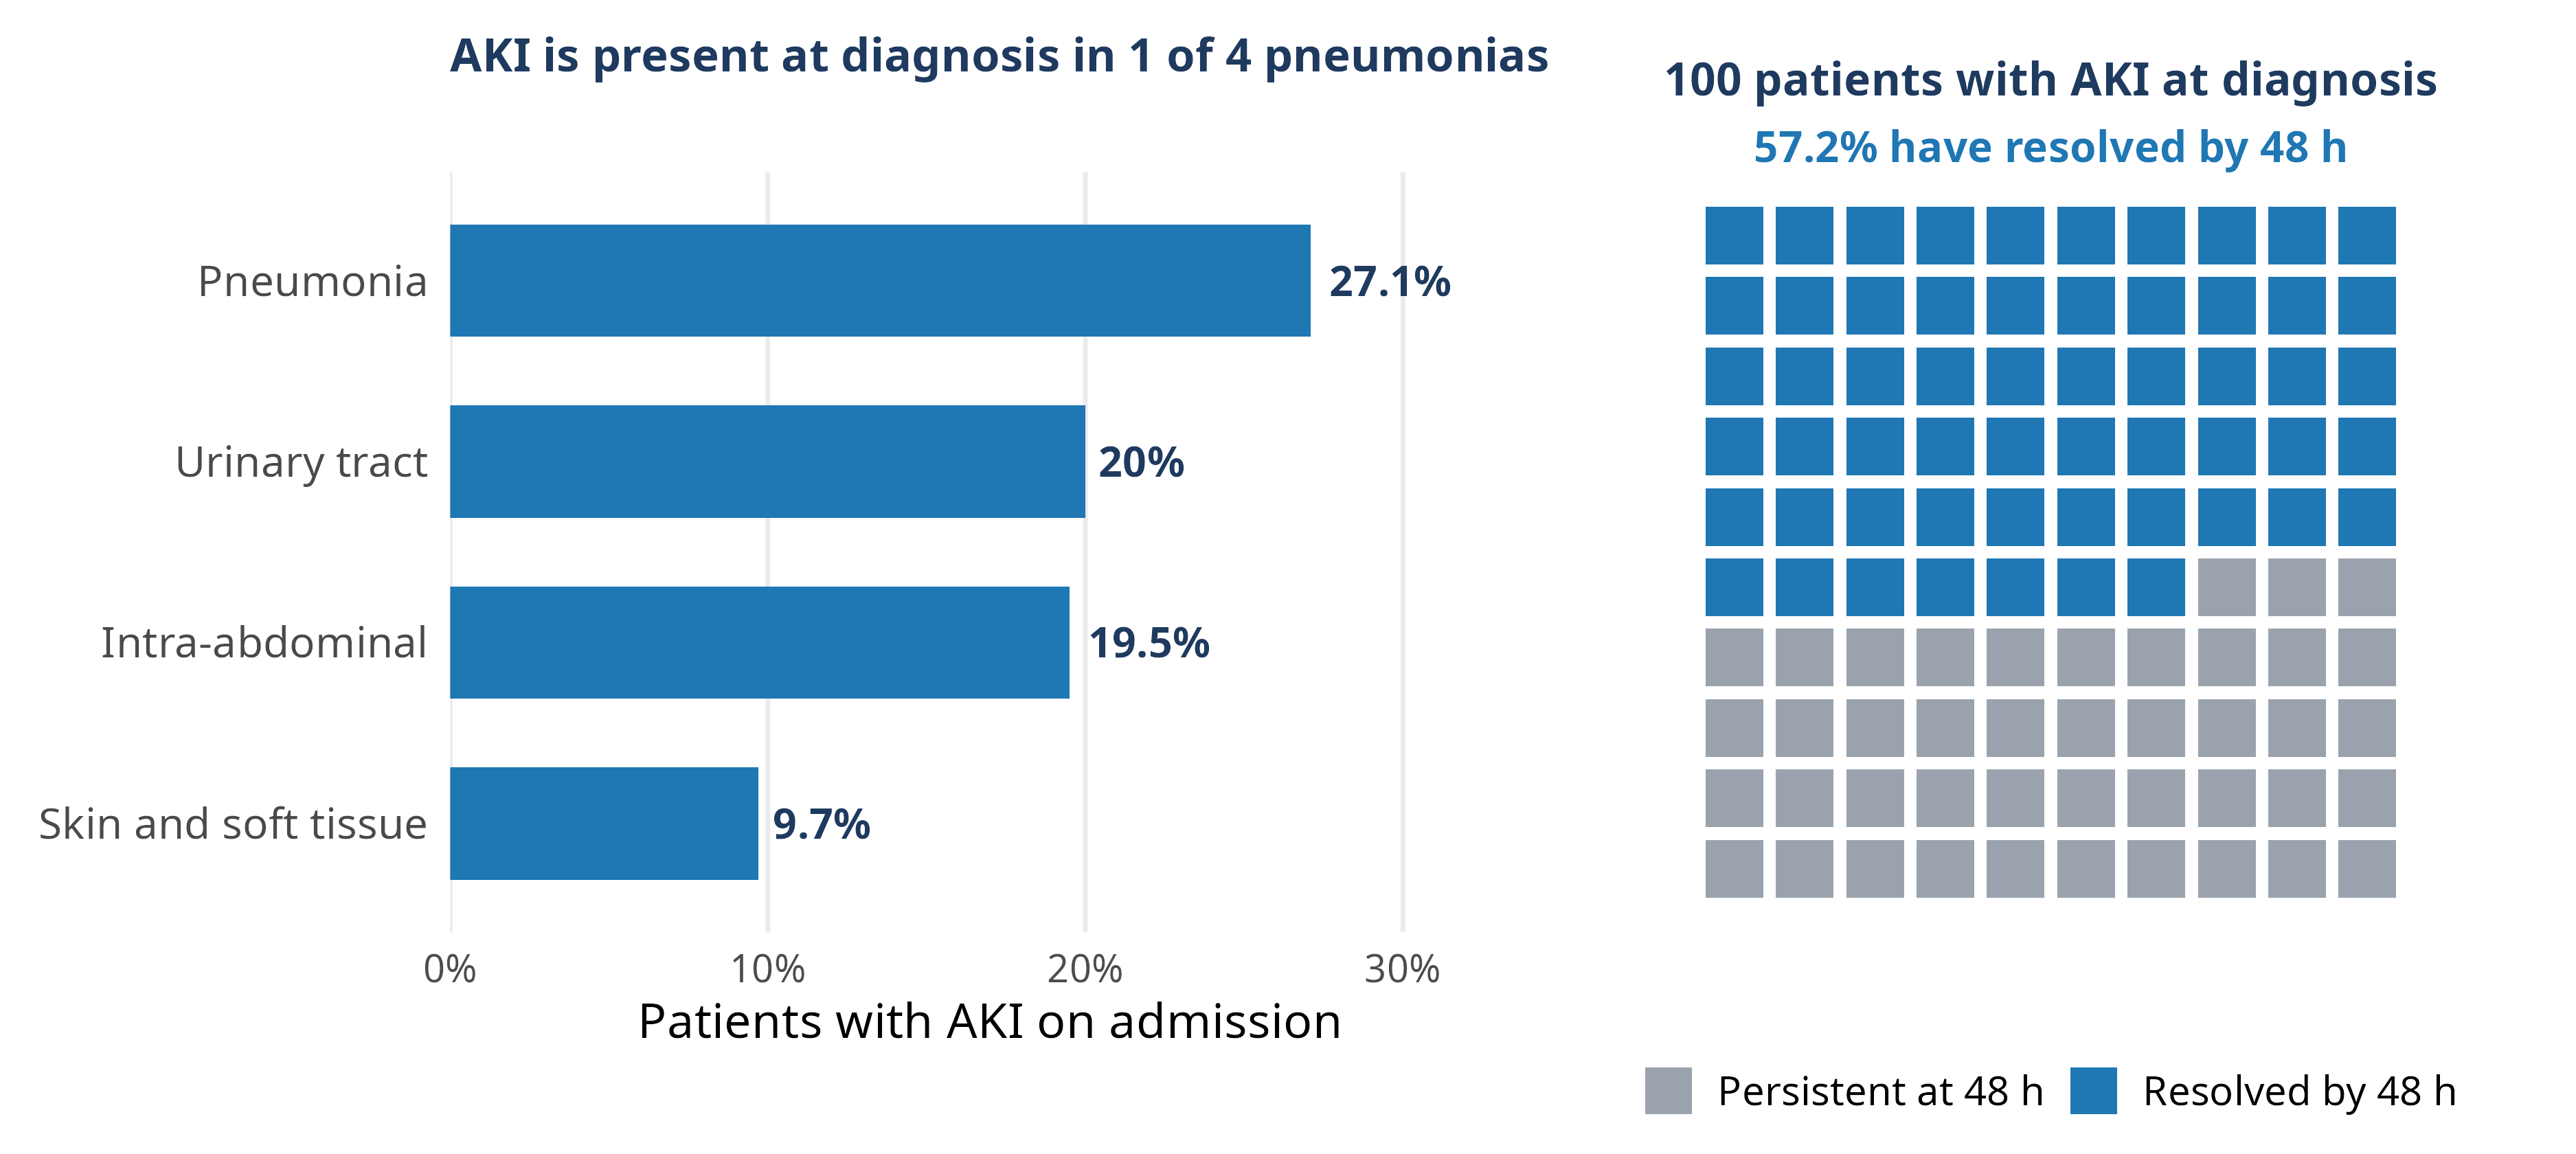 AKI is present at diagnosis in 1 of 4 pneumonias
Pneumonia
27.1%
Urinary tract
20%
Intra-abdominal
19.5%
Skin and soft tissue
9.7%
0%
10%
20%
30%
Patients with AKI on admission
100 patients with AKI at diagnosis
57.2% have resolved by 48 h
Persistent at 48 h
Resolved by 48 h